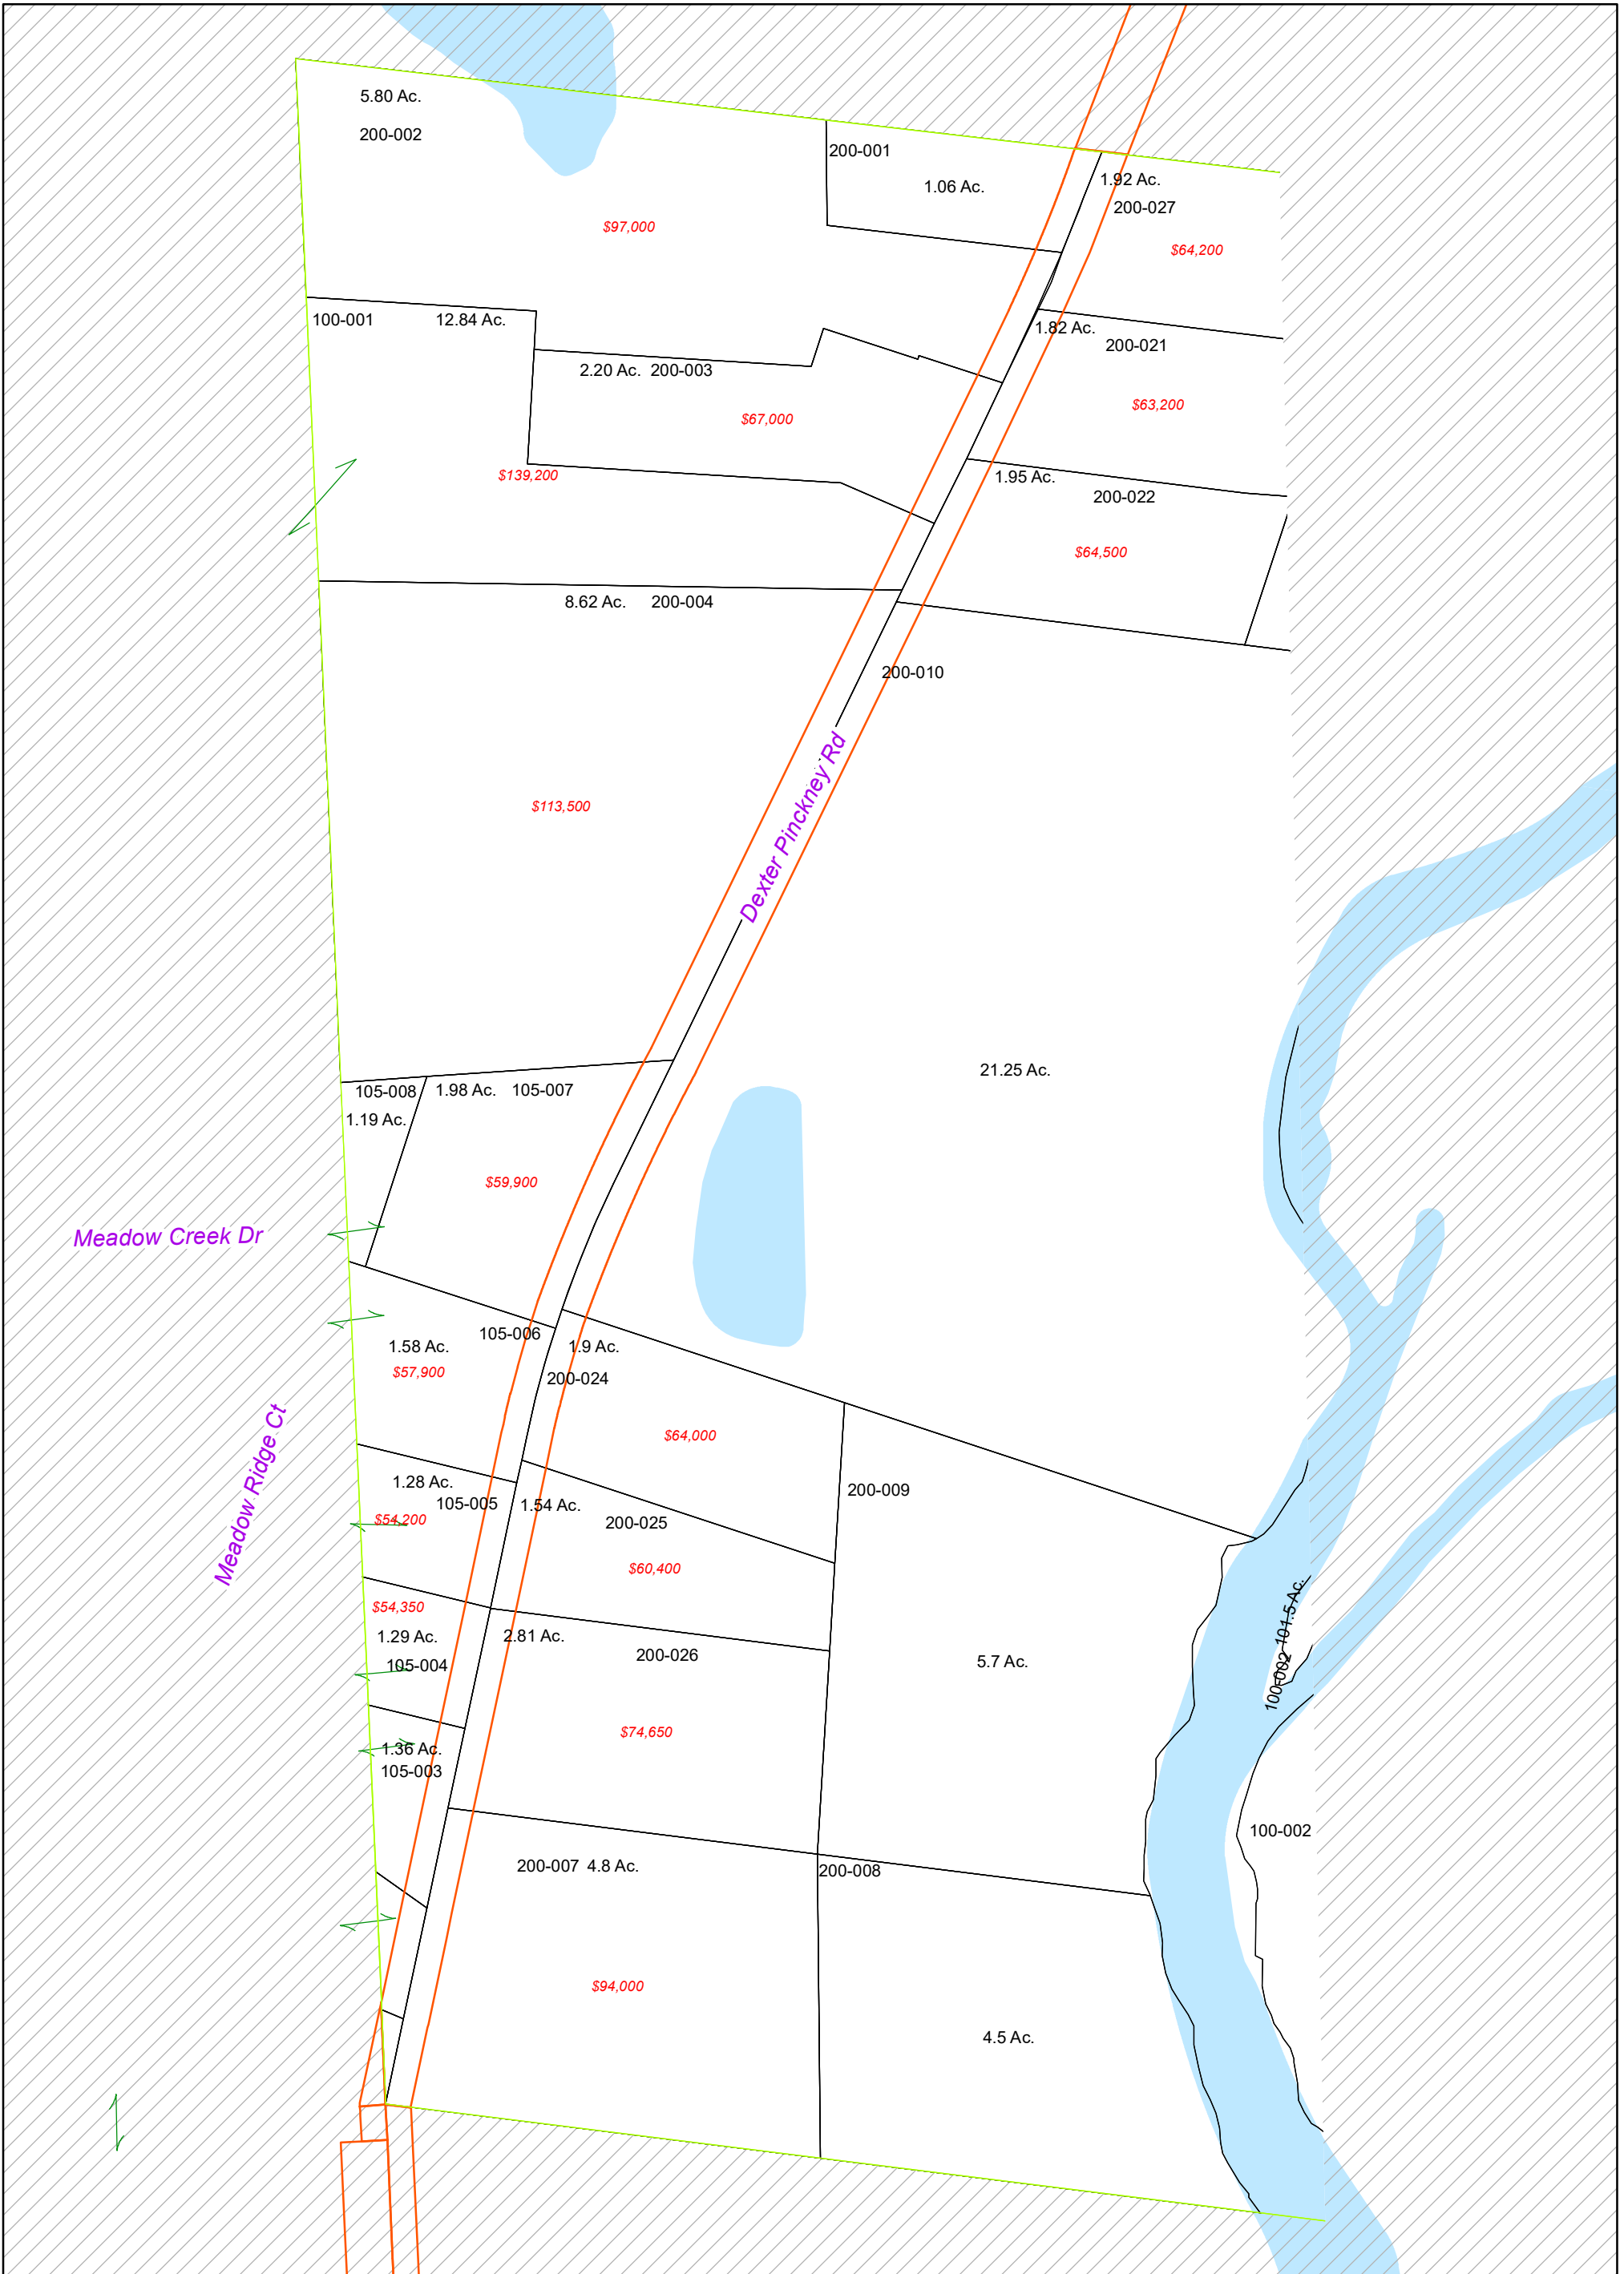 5.80 Ac.
200-002
200-001
1.06 Ac.
1.92 Ac.
200-027
$97,000
$64,200
100-001
12.84 Ac.
1.82 Ac.
200-021
2.20 Ac. 200-003
$63,200
$67,000
$139,200
1.95 Ac.
200-022
$64,500
8.62 Ac. 200-004
200-010
$113,500
Dexter Pinckney Rd
21.25 Ac.
105-008
1.98 Ac. 105-007
1.19 Ac.
$59,900
Meadow Creek Dr
105-006
1.58 Ac.
1.9 Ac.
$57,900
200-024
$64,000
Meadow Ridge Ct
1.28 Ac.
200-009
105-005
1.54 Ac.
$54,200
200-025
$60,400
$54,350
101.5 Ac.
1.29 Ac.
2.81 Ac.
105-004
200-026
5.7 Ac.
100-002
$74,650
1.36 Ac.
105-003
100-002
200-007 4.8 Ac.
200-008
$94,000
4.5 Ac.